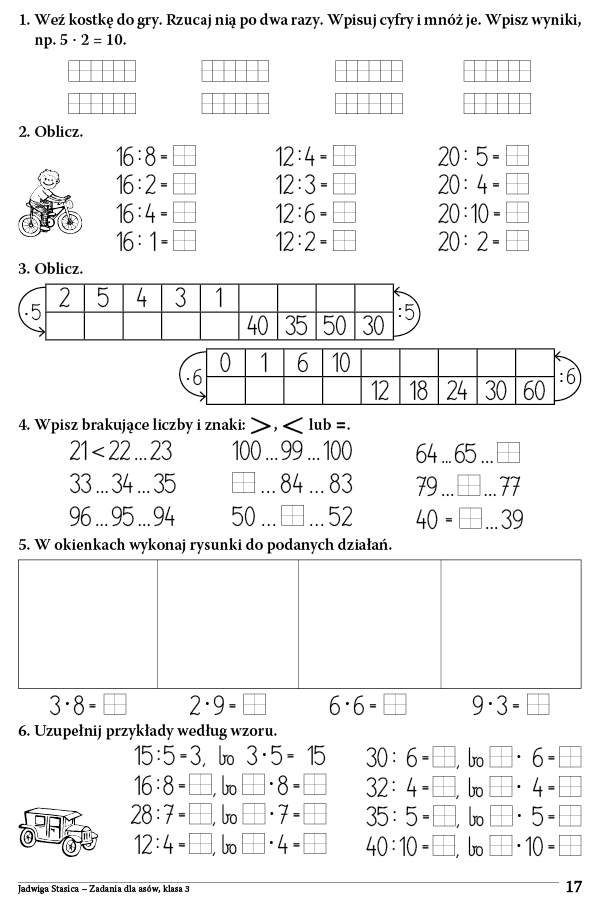 1. Weź kostkę do gry. Rzucaj nią po dwa razy. Wpisuj cyfry i mnóż je. Wpisz wyniki,
np. 5 · 2 = 10.
2. Oblicz.
16:8= 12:4= 20:5=
16:2= 12:3= 20:4=
16:4= 12:6= 20:10=
16:1= 12:2= 20:2=
3. Oblicz.
·5 2 5 4 3 1 :5
40 35 50 30
·6 0 1 6 10 :6
12 18 24 30 60
4. Wpisz brakujące liczby i znaki: >, < lub =.
21<22...23 100...99...100 64...65...
33...34...35 ...84...83 79... ...77
96...95...94 50... ...52 40= ...39
5. W okienkach wykonaj rysunki do podanych działań.
3·8= 2·9= 6·6= 9·3=
6. Uzupełnij przykłady według wzoru.
15:5=3, bo 3·5= 15 30:6= , bo ·6=
16:8= , bo ·8= 32:4= , bo ·4=
28:7= , bo ·7= 35:5= , bo ·5=
12:4= , bo ·4= 40:10= , bo ·10=
Jadwiga Stasica – Zadania dla asów, klasa 3 17